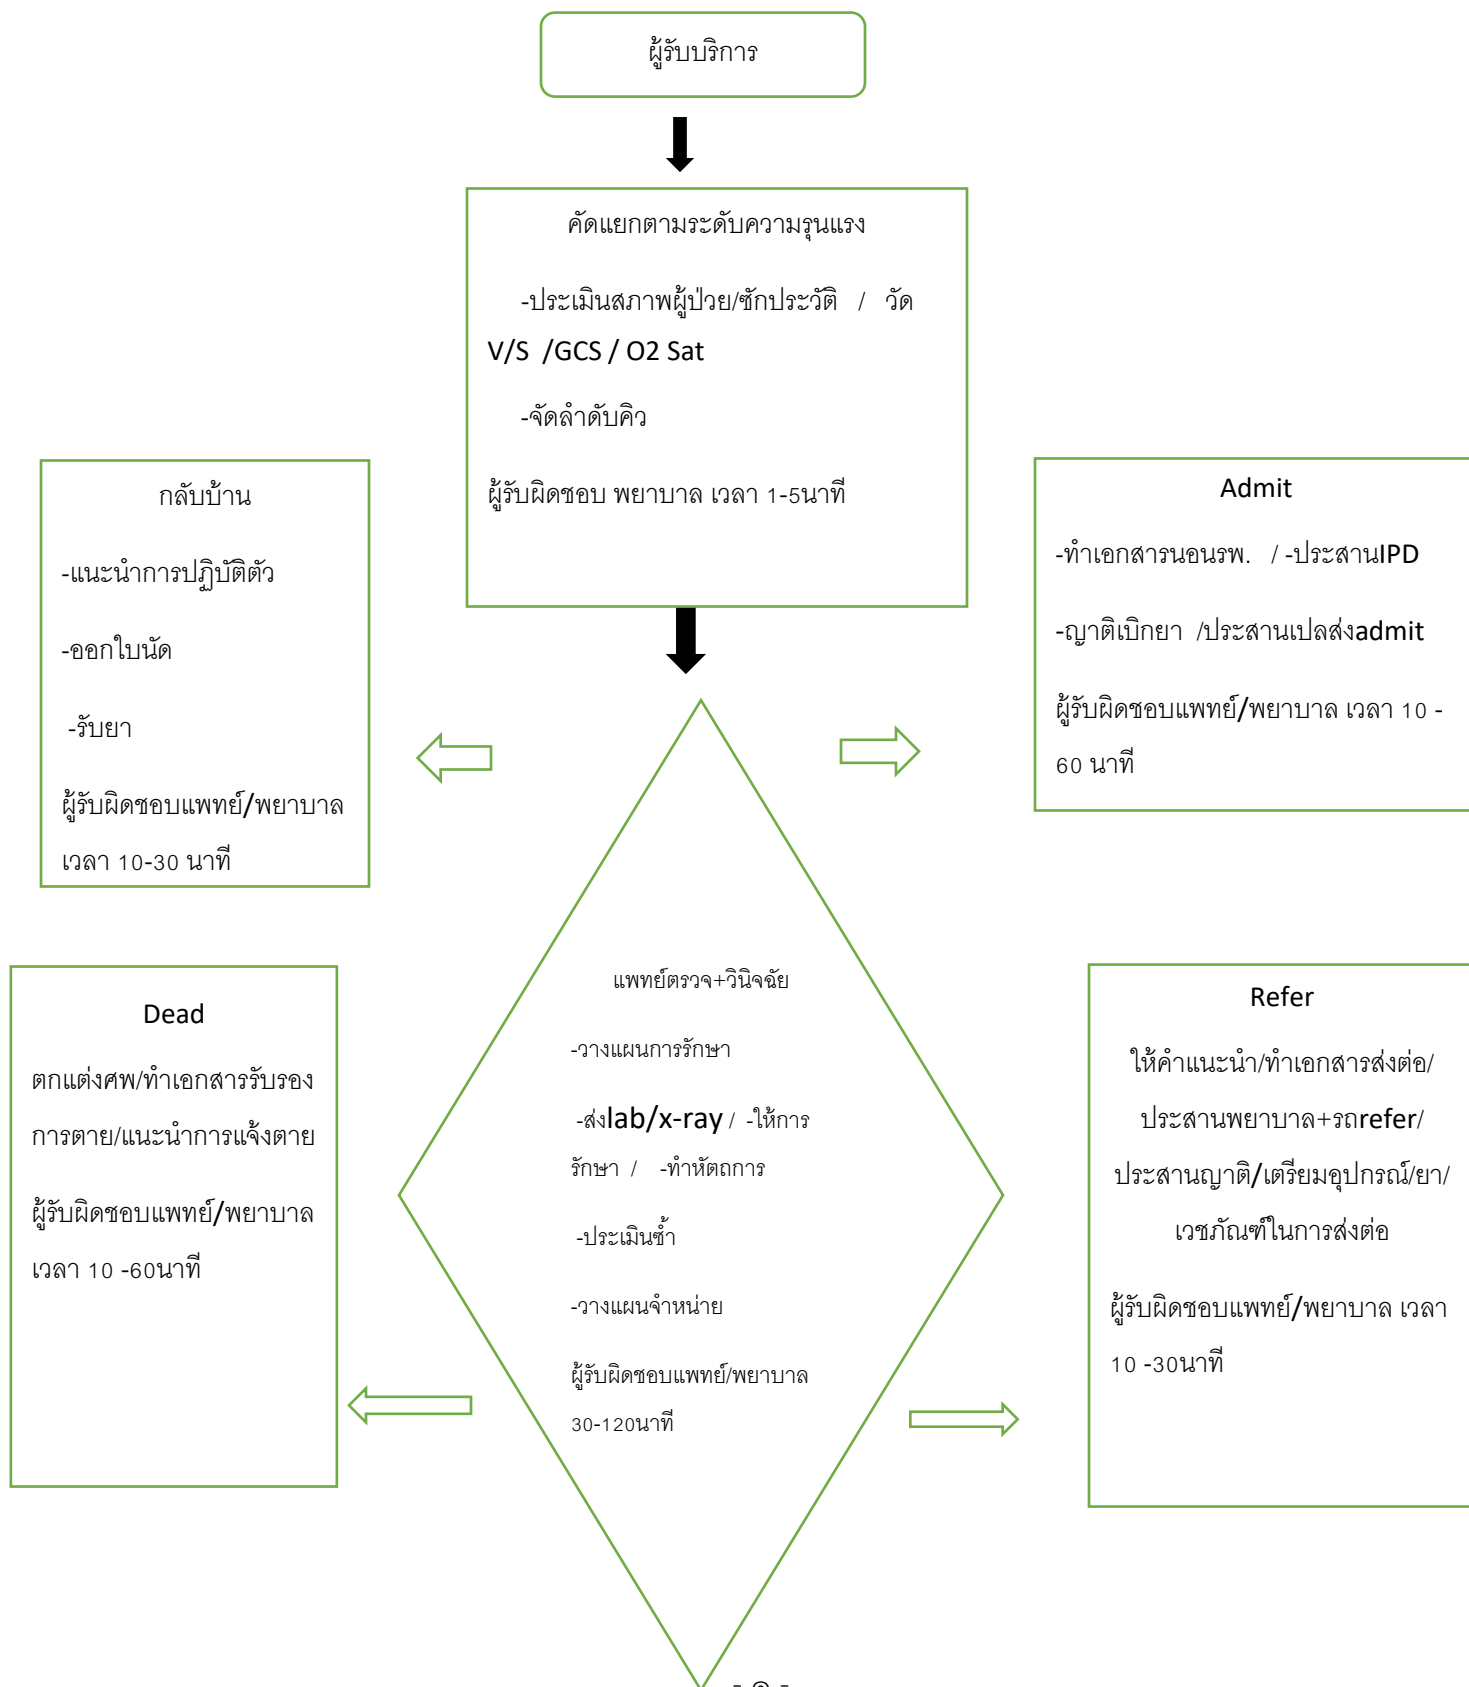 ผู้รับบริการ
คัดแยกตามระดับความรุนแรง
-ประเมินสภาพผู้ป่วย/ซักประวัติ / วัด
V/S /GCS / O2 Sat
-จัดลำดับคิว
ผู้รับผิดชอบ พยาบาล เวลา 1-5นาที
กลับบ้าน
-แนะนำการปฏิบัติตัว
-ออกใบนัด
-รับยา
ผู้รับผิดชอบแพทย์/พยาบาล
เวลา 10-30 นาที
Admit
-ทำเอกสารนอนรพ. / -ประสานIPD
-ญาติเบิกยา /ประสานเปลส่งadmit
ผู้รับผิดชอบแพทย์/พยาบาล เวลา 10 -
60 นาที
แพทย์ตรวจ+วินิจฉัย
-วางแผนการรักษา
-ส่งlab/x-ray / -ให้การ
รักษา / -ทำหัตถการ
-ประเมินซ้ำ
-วางแผนจำหน่าย
ผู้รับผิดชอบแพทย์/พยาบาล
30-120นาที
Dead
ตกแต่งศพ/ทำเอกสารรับรอง
การตาย/แนะนำการแจ้งตาย
ผู้รับผิดชอบแพทย์/พยาบาล
เวลา 10 -60นาที
Refer
ให้คำแนะนำ/ทำเอกสารส่งต่อ/
ประสานพยาบาล+รถrefer/
ประสานญาติ/เตรียมอุปกรณ์/ยา/
เวชภัณฑ์ในการส่งต่อ
ผู้รับผิดชอบแพทย์/พยาบาล เวลา
10 -30นาที